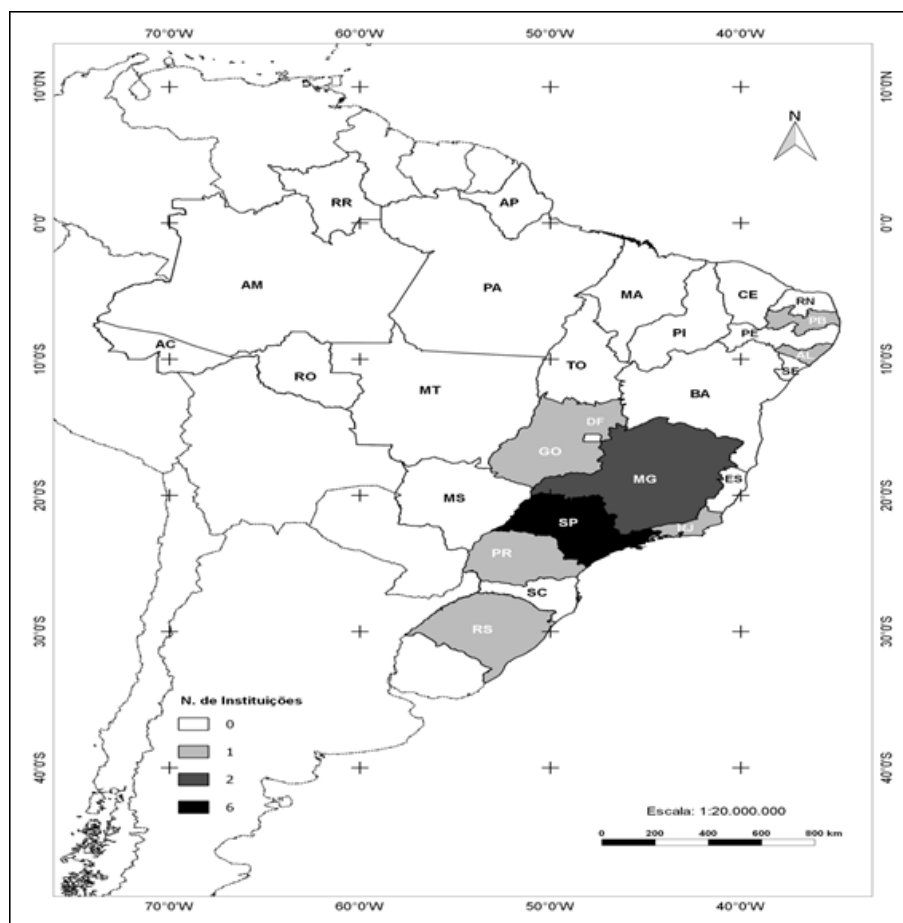 70°0'W 60°0'W 50°0'W 40°0'W
10°0'N 10°0'N
N
RR AP
0°0' 0°0'
AM PA MA CE RN
PB
PI PE
AC AL
10°0'S 10°0'S
RO MT TO SE
BA
DF
GO
MG ES
20°0'S 20°0'S
MS
SP RJ
PR
SC
30°0'S 30°0'S
RS
N. de Instituições
0
1
2
6
40°0'S 40°0'S
Escala: 1:20.000.000
0 200 400 600 800 km
70°0'W 60°0'W 50°0'W 40°0'W